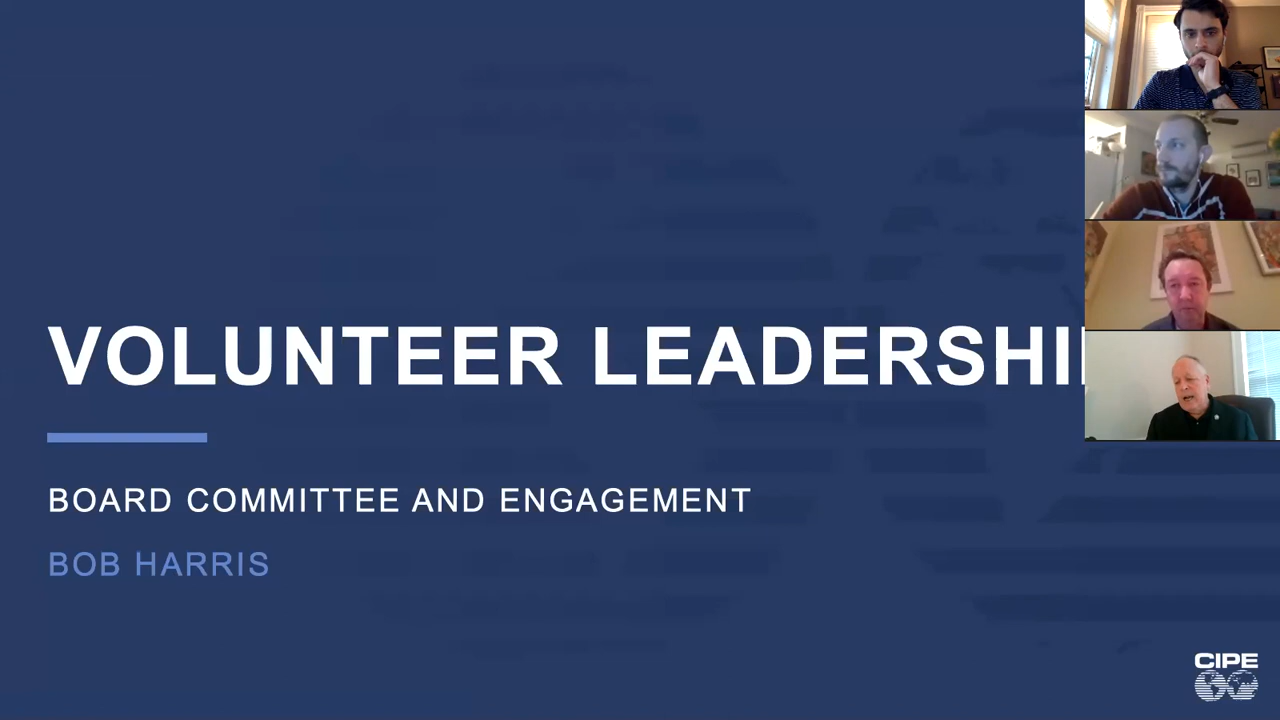 VOLUNTEER LEADERSHI
BOARD COMMITTEE AND ENGAGEMENT
BOB HARRIS
CIPE